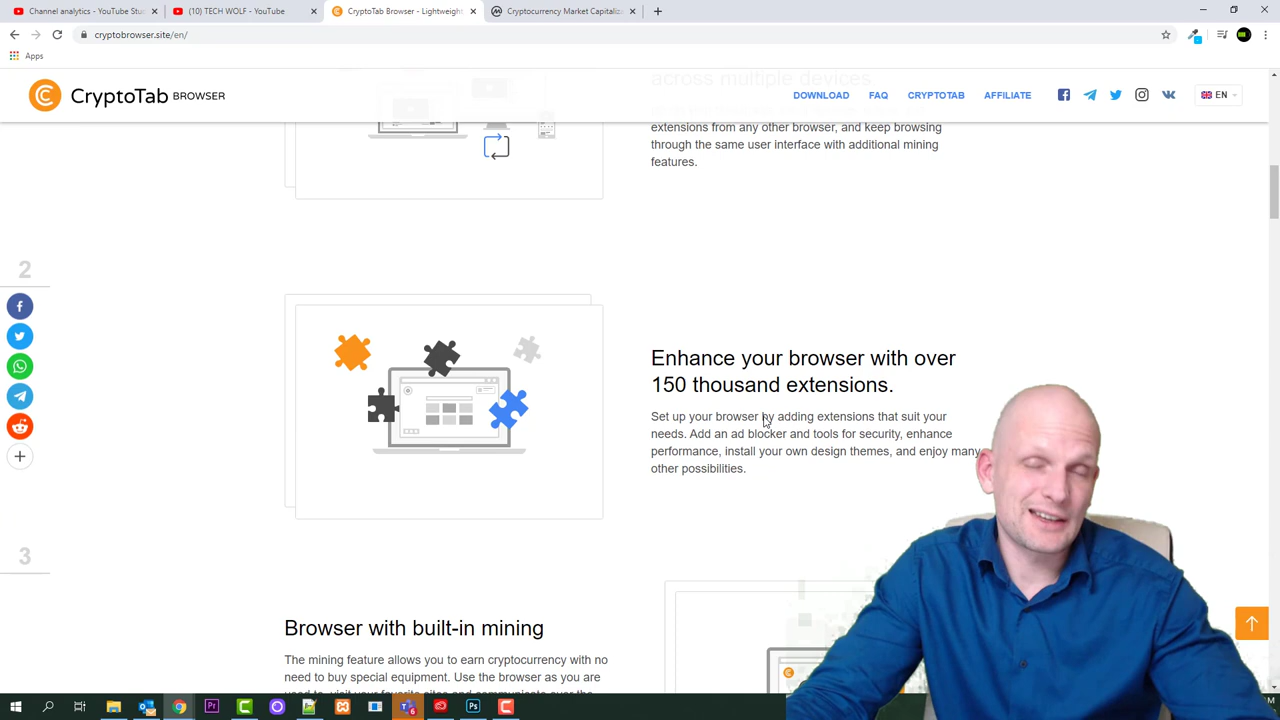 Channel analytics - YouTube Stu
(10) TECH WOLF - YouTube
CryptoTab Browser - Lightweight
Cryptocurrency Market Capitaliz
cryptobrowser.site/en/
Apps
CryptoTab BROWSER
DOWNLOAD
FAQ
CRYPTOTAB
AFFILIATE
EN
across multiple devices
extensions from any other browser, and keep browsing
through the same user interface with additional mining
features.
2
Enhance your browser with over
150 thousand extensions.
Set up your browser by adding extensions that suit your
needs. Add an ad blocker and tools for security, enhance
performance, install your own design themes, and enjoy many
other possibilities.
3
Browser with built-in mining
The mining feature allows you to earn cryptocurrency with no
need to buy special equipment. Use the browser as you are